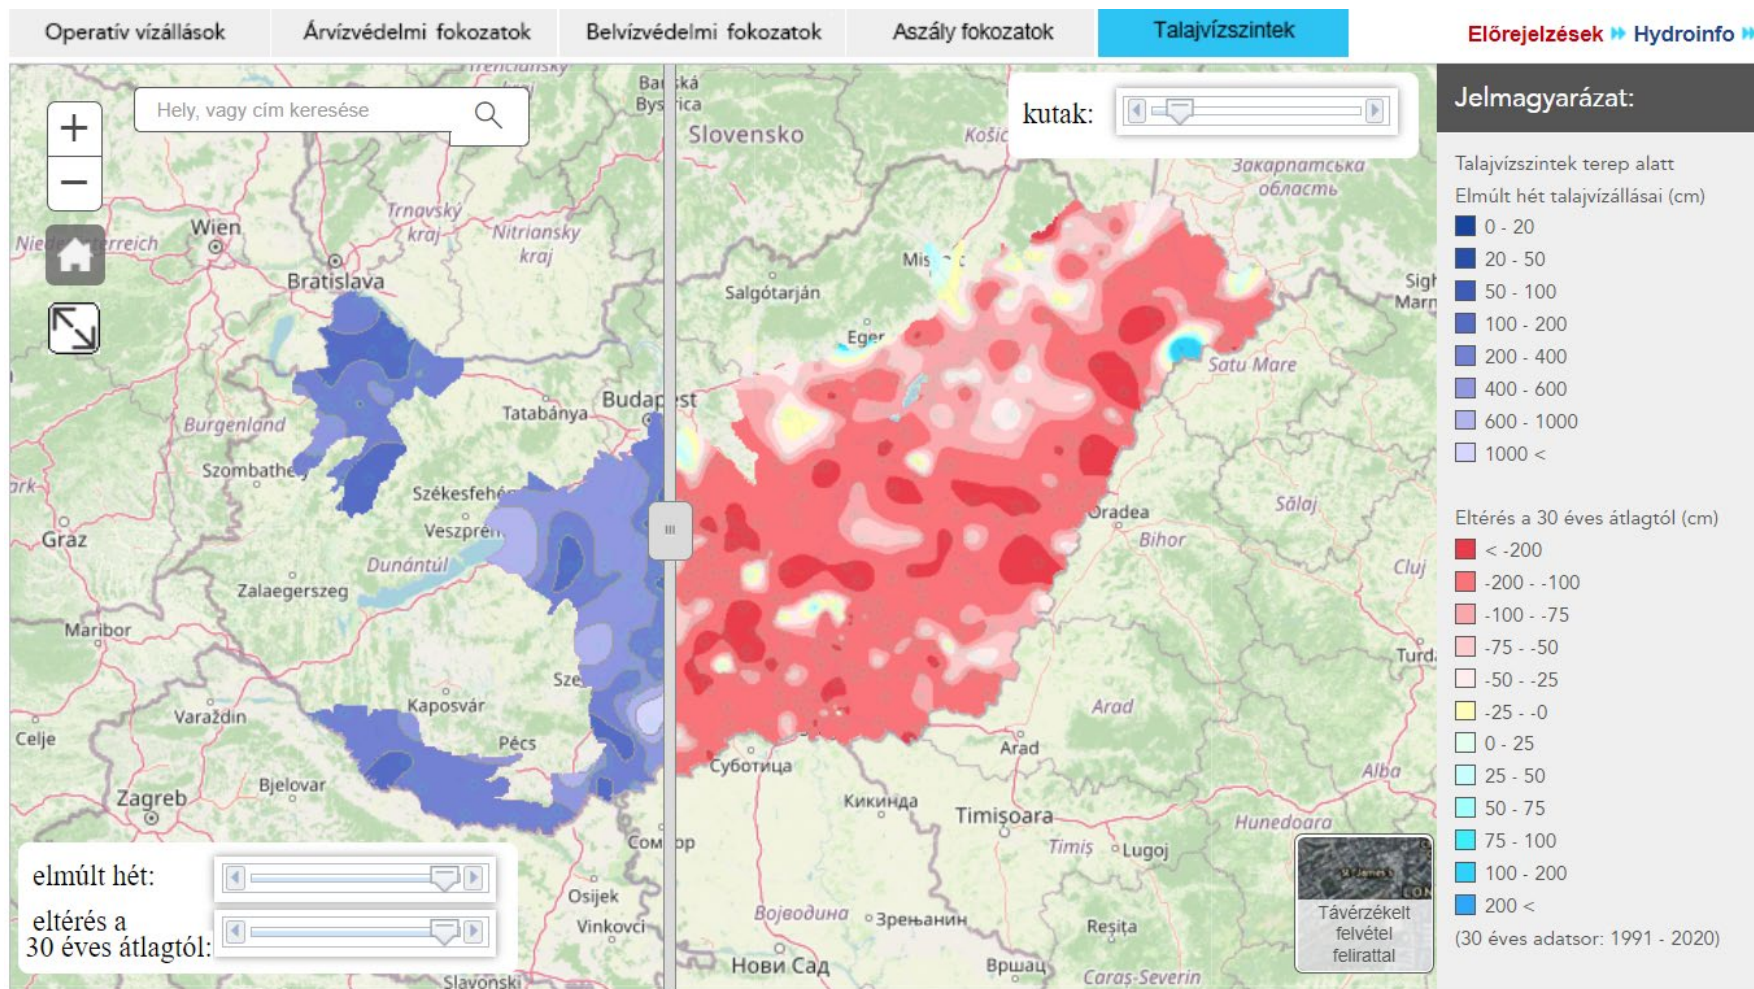 Operatív vízállások
Árvízvédelmi fokozatok
Belvízvédelmi fokozatok
Aszály fokozatok
Talajvízszintek
Előrejelzések
Hydroinfo
Hely, vagy cím keresése
kutak:
Jelmagyarázat:
Talajvízszintek terep alatt
Elmúlt hét talajvízállásai (cm)
0 - 20
20 - 50
50 - 100
100 - 200
200 - 400
400 - 600
600 - 1000
1000 <
Eltérés a 30 éves átlagtól (cm)
< -200
-200 - -100
-100 - -75
-75 - -50
-50 - -25
-25 - -0
0 - 25
25 - 50
50 - 75
75 - 100
100 - 200
200 <
(30 éves adatsor: 1991 - 2020)
Slovensko
Закарпатська
область
Trnavský
kraj
Nitriansky
kraj
Wien
Bratislava
Salgótarján
Eger
Satu Mare
Tatabánya
Budapest
Burgenland
Székesfehé
Sălaj
Oradea
Bihor
Cluj
Graz
Dunántúl
Zalaegerszeg
Maribor
Kaposvár
Varaždin
Celje
Pécs
Arad
Arad
Alba
Суботица
Bjelovar
Zagreb
Кикинда
Timișoara
Timiș
Lugoj
Hunedoara
Osijek
Vinkovci
Војводина
Зрењанин
Reșița
Нови Сад
Вршац
Caraș-Severin
Slavonski
elmúlt hét:
eltérés a
30 éves átlagtól:
Távérzékelt
felvétel
felirattal